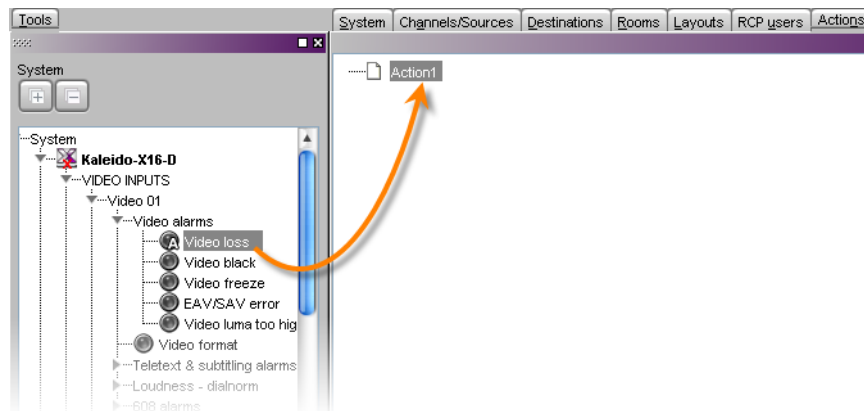 Tools
System Channels/Sources Destinations Rooms Layouts RCP users Actions
System
System
Kaleido-X16-D
VIDEO INPUTS
Video 01
Video alarms
A Video loss
Video black
Video freeze
EAV/SAV error
Video luma too hig
Video format
Teletext & subtitling alarms
Loudness - dialnorm
608 alarms
Action1